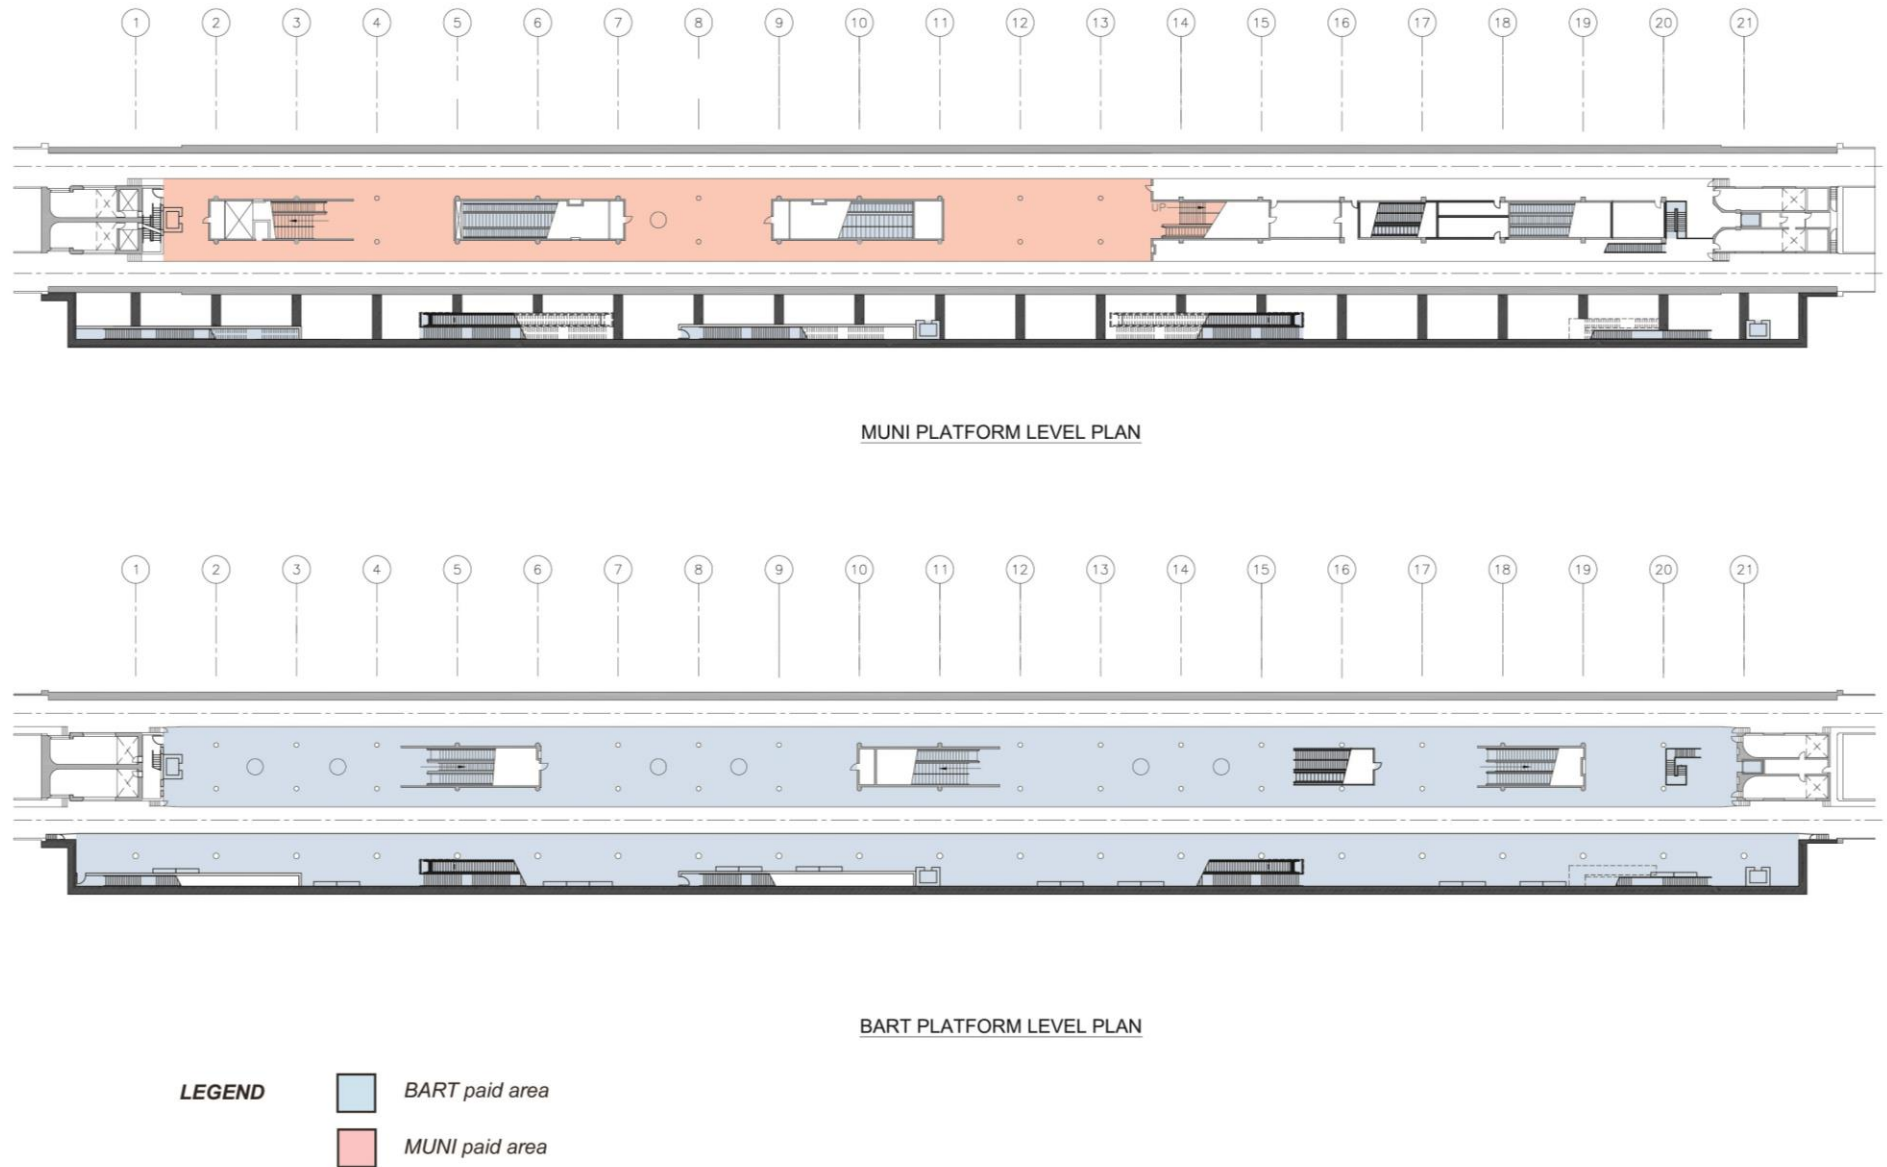 1 2 3 4 5 6 7 8 9 10 11 12 13 14 15 16 17 18 19 20 21
UP
MUNI PLATFORM LEVEL PLAN
1 2 3 4 5 6 7 8 9 10 11 12 13 14 15 16 17 18 19 20 21
BART PLATFORM LEVEL PLAN
LEGEND
BART paid area
MUNI paid area